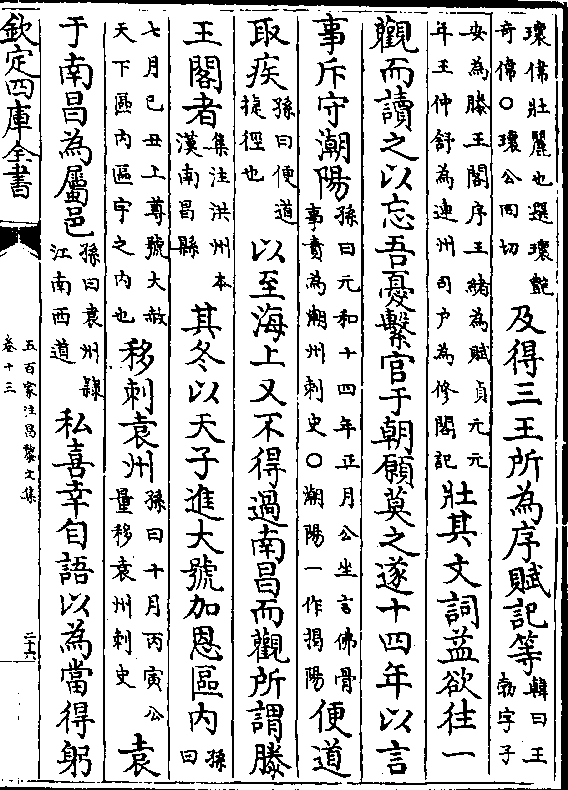 瓌偉壯麗也選瓌艶
奇偉○瓌公回切
及得三王所為序賦記等
韓曰王
勃字子
安為滕王閣序王緒為賦貞元元
年王仲舒為連州司户為修閣記
壯其文詞益欲往一
觀而讀之以忘吾憂繫官于朝願莫之遂十四年以言
事斥守潮陽
孫曰元和十四年正月公坐言佛骨
事責為潮州刺史○潮陽一作揭陽
便道
取疾
孫曰便道
捷徑也
以至海上又不得過南昌而觀所謂滕
王閣者
集注洪州本
漢南昌縣
其冬以天子進大號加恩區内
孫
曰
七月己丑上尊號大赦
天下區内區宇之内也
移刺袁州
孫曰十月丙寅公
量移袁州刺史
袁
于南昌為屬邑
孫曰袁州隸
江南西道
私喜幸自語以為當得躬
欽定四庫全書
五百家注昌黎文集
卷十三
二十六